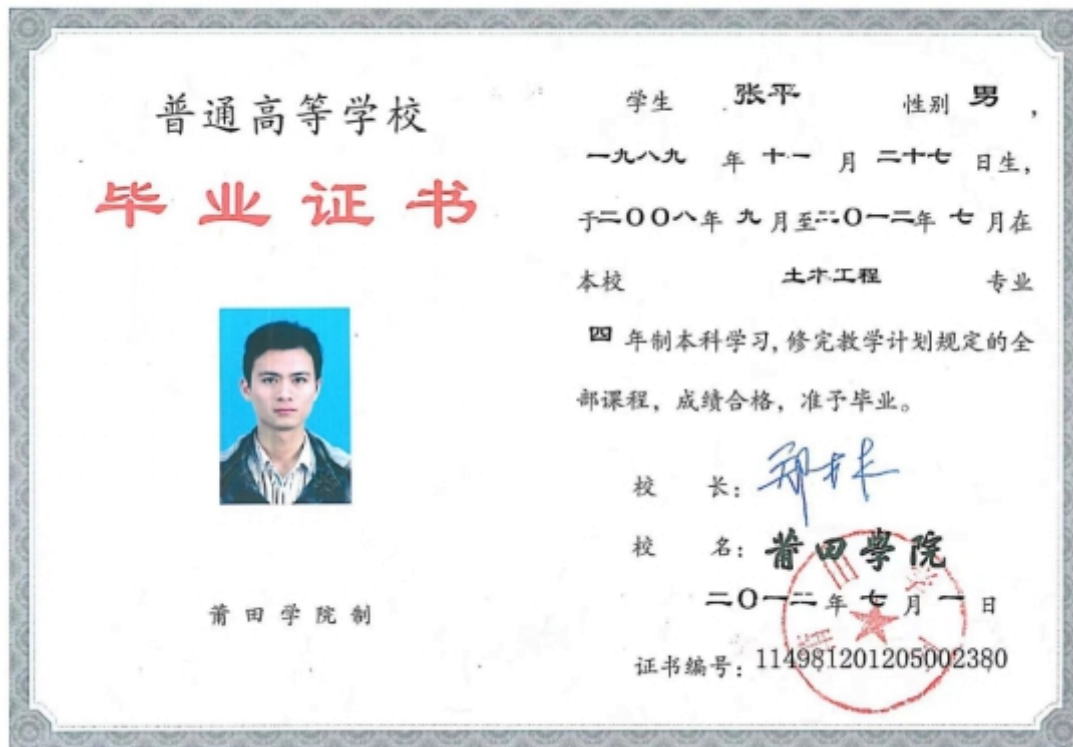 普通高等学校
毕业证书
莆田学院制
学生 张平 性别 男,
一九八九 年 十一 月 二十七 日生,
于二〇〇八年 九 月至二〇一二年 七 月在
本校 土木工程 专业
四 年制本科学习, 修完教学计划规定的全
部课程, 成绩合格, 准予毕业。
校 长:
校 名: 莆田學院
二〇一二 年 七 月 一 日
证书编号: 114981201205002380